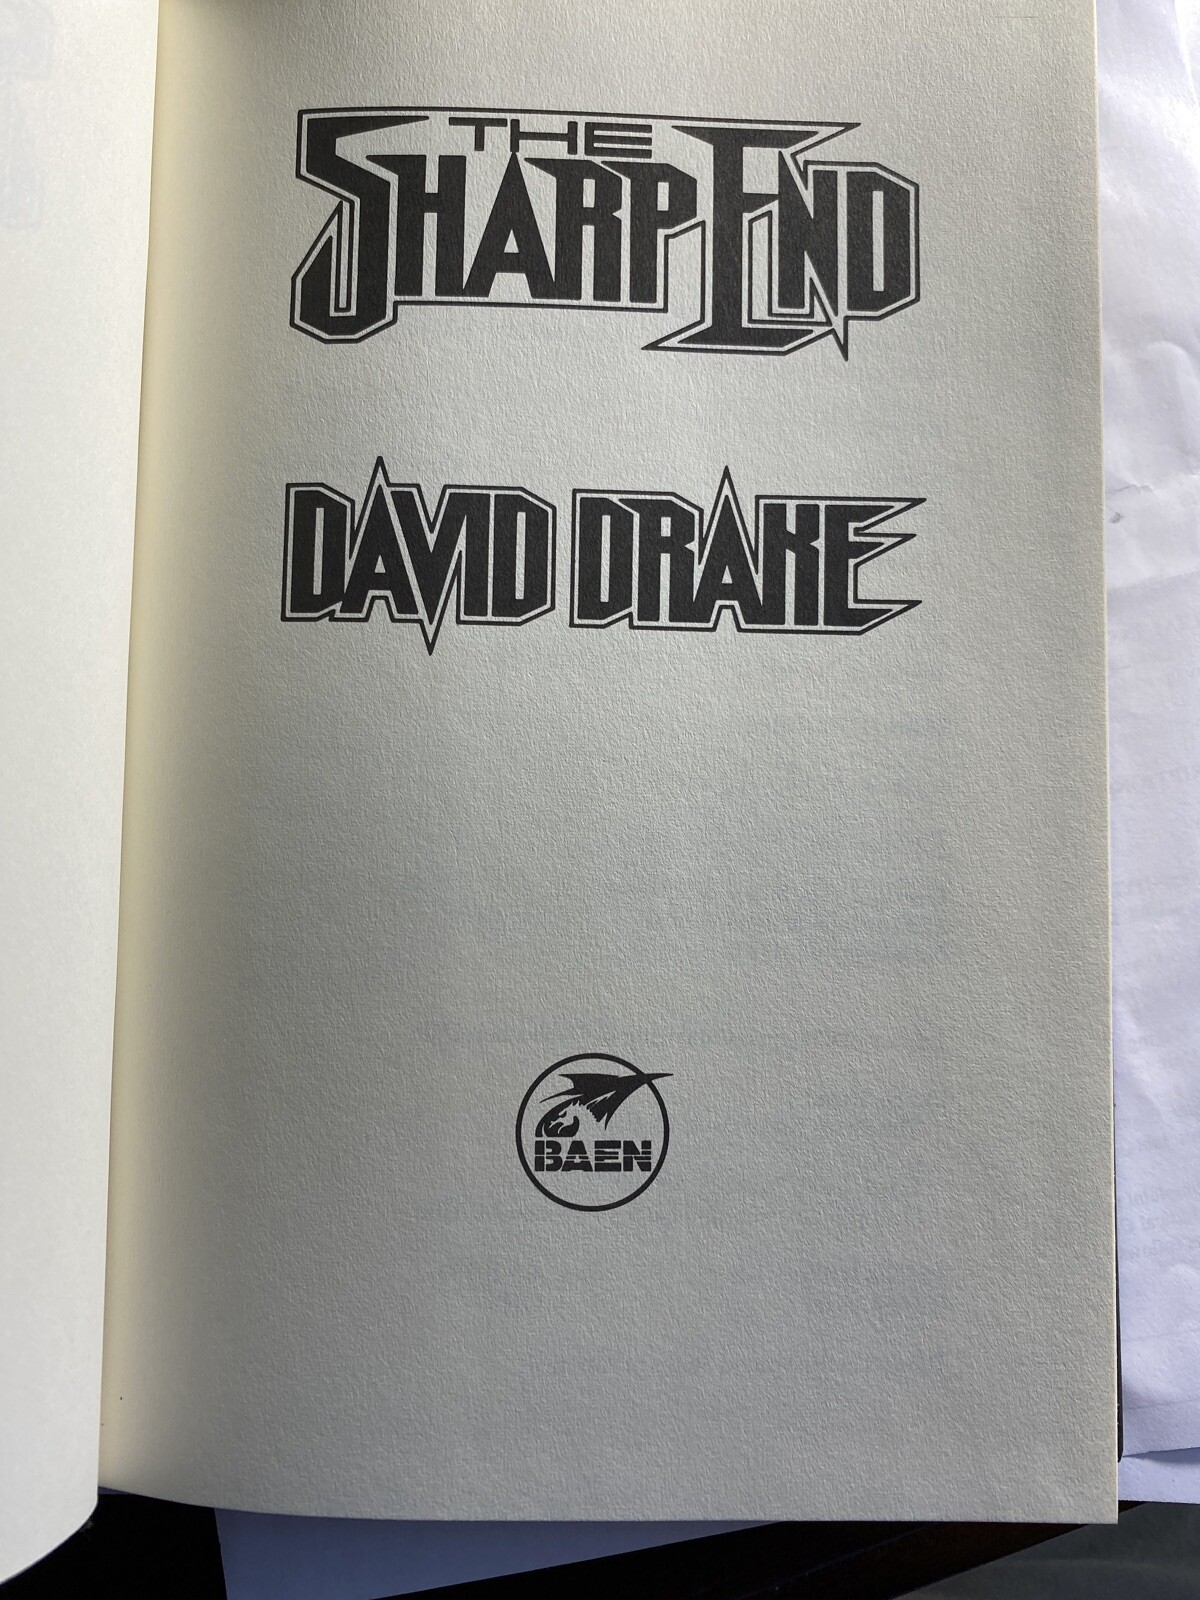 THE
SHARP END
DAVID DRAKE
BAEN